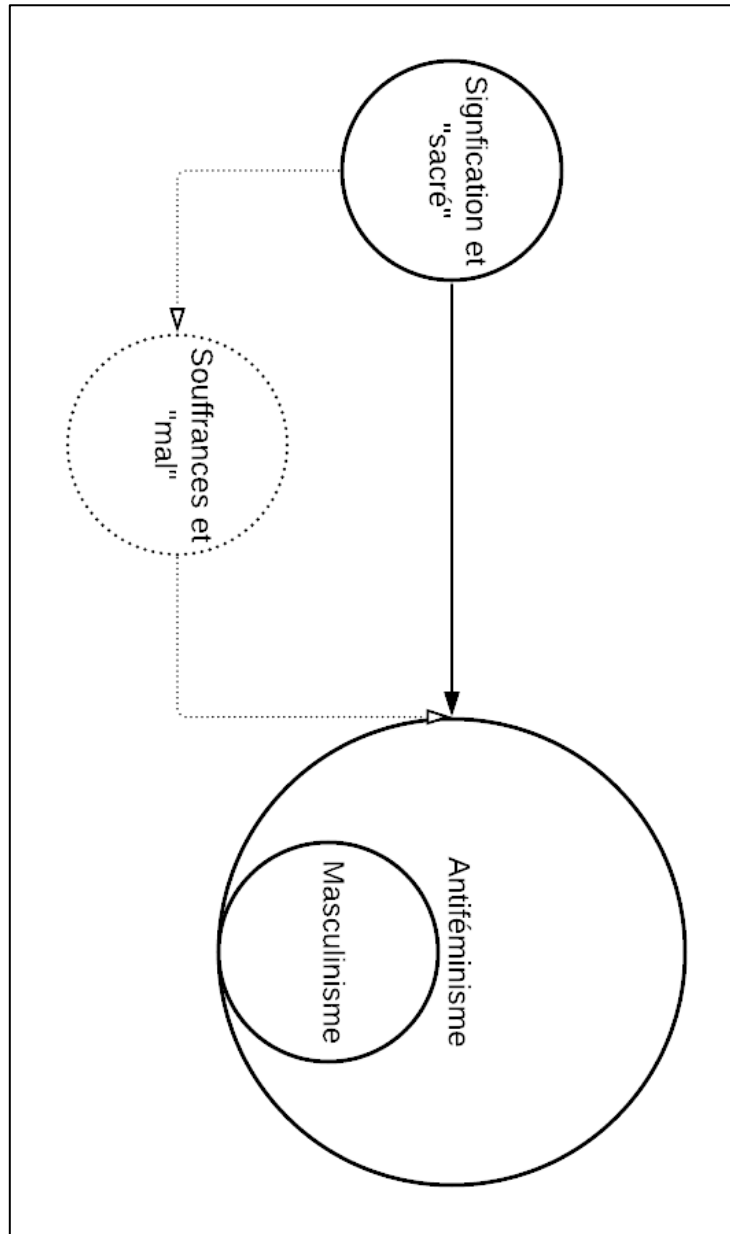 Signfication et
"sacré"
Souffrances et
"mal"
Antiféminisme
Masculinisme